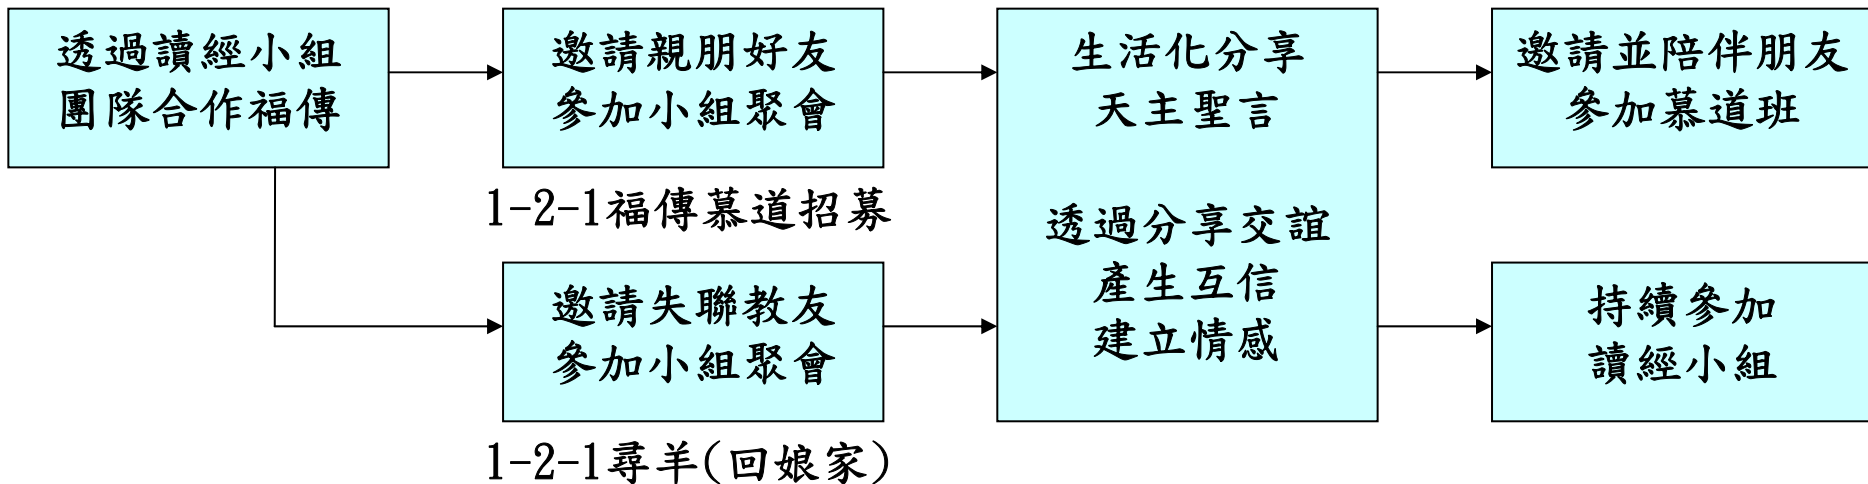 透過讀經小組
團隊合作福傳
邀請親朋好友
參加小組聚會
1-2-1福傳慕道招募
邀請失聯教友
參加小組聚會
1-2-1尋羊(回娘家)
生活化分享
天主聖言
透過分享交誼
產生互信
建立情感
邀請並陪伴朋友
參加慕道班
持續參加
讀經小組